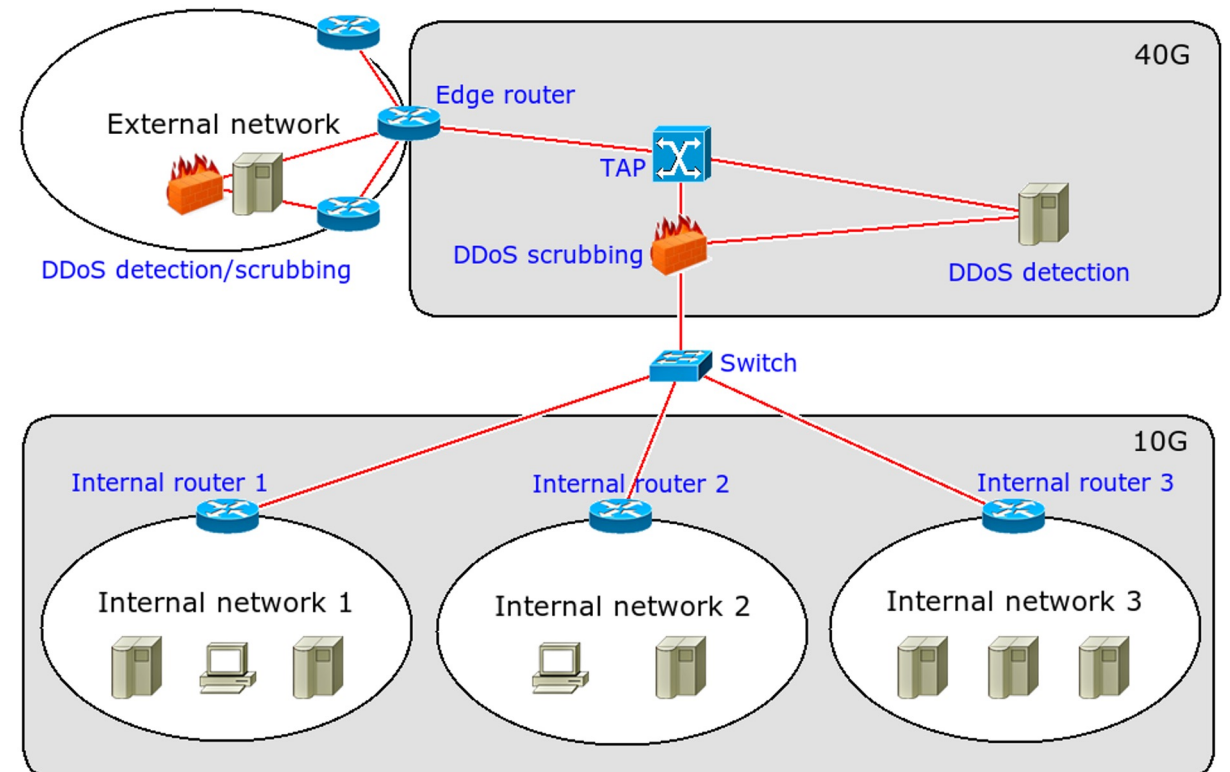 40G
Edge router
External network
TAP
DDoS scrubbing
DDoS detection/scrubbing
DDoS detection
Switch
10G
Internal router 1
Internal router 2
Internal router 3
Internal network 1
Internal network 2
Internal network 3